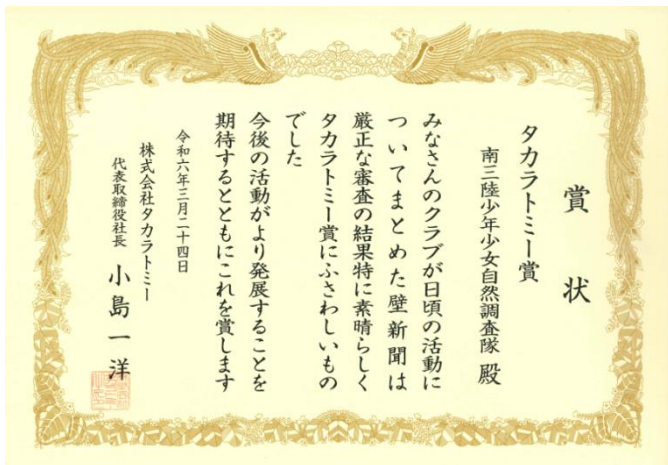 賞状
タカラトミー賞
南三陸少年少女自然調査隊 殿
みなさんのクラブが日頃の活動に
ついてまとめた壁新聞は
厳正な審査の結果特に素晴らしく
タカラトミー賞にふさわしいもの
でした
今後の活動がより発展することを
期待するとともにこれを賞します
令和六年三月二十四日
株式会社タカラトミー
代表取締役社長 小島一洋